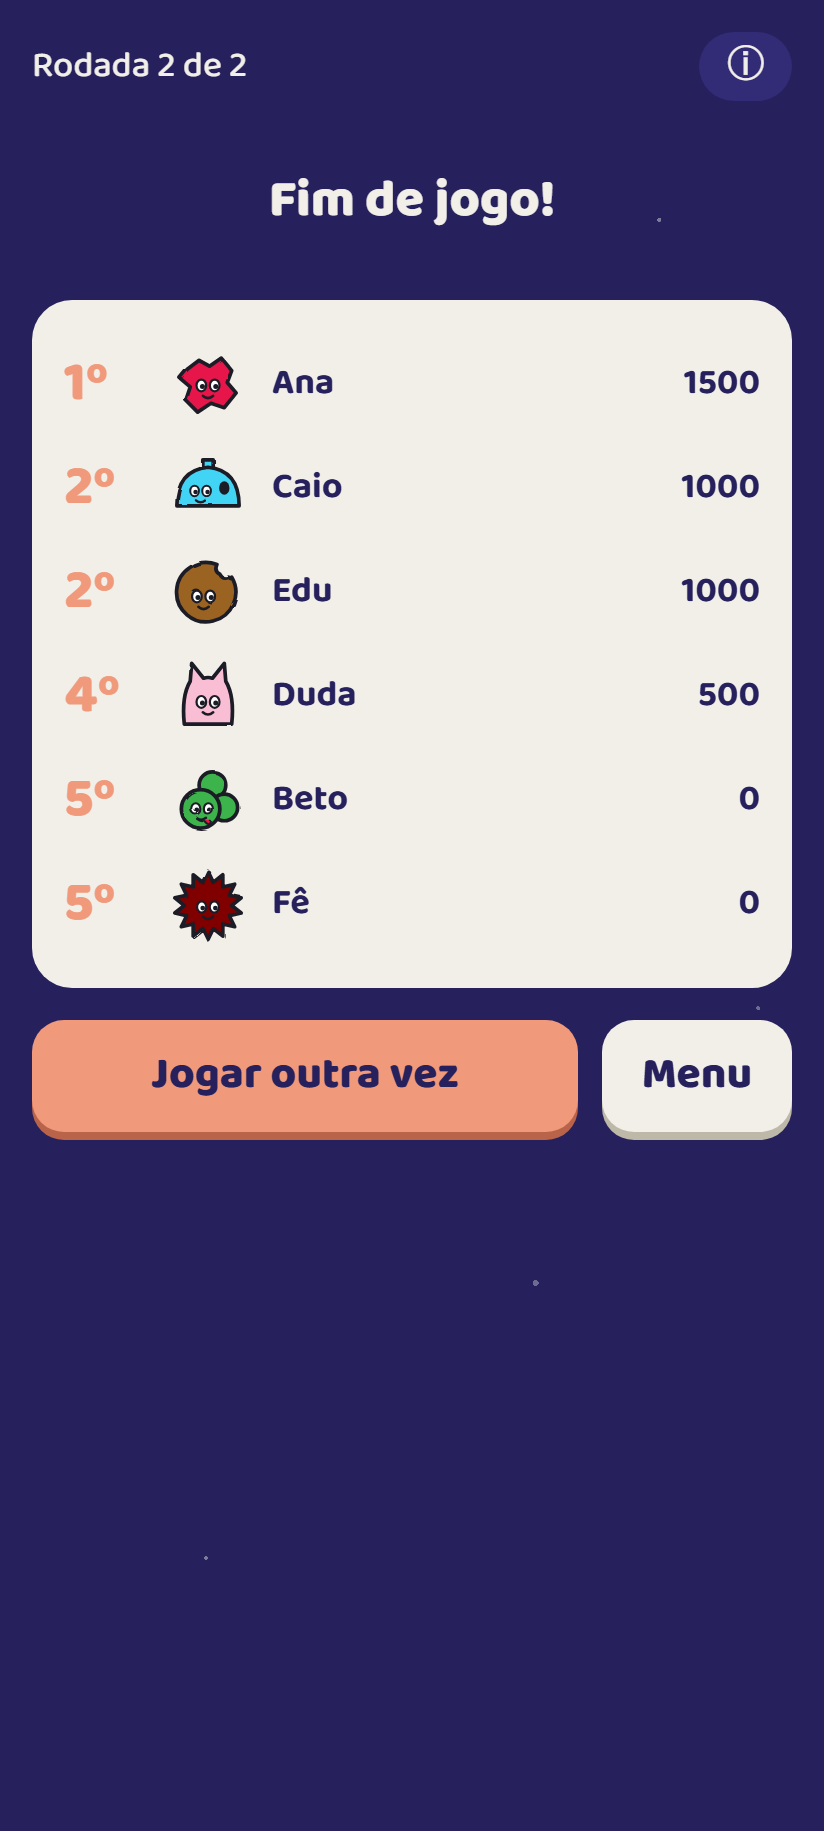 Rodada 2 de 2
Fim de jogo!
1º Ana 1500
2º Caio 1000
2º Edu 1000
4º Duda 500
5º Beto 0
5º Fê 0
Jogar outra vez
Menu